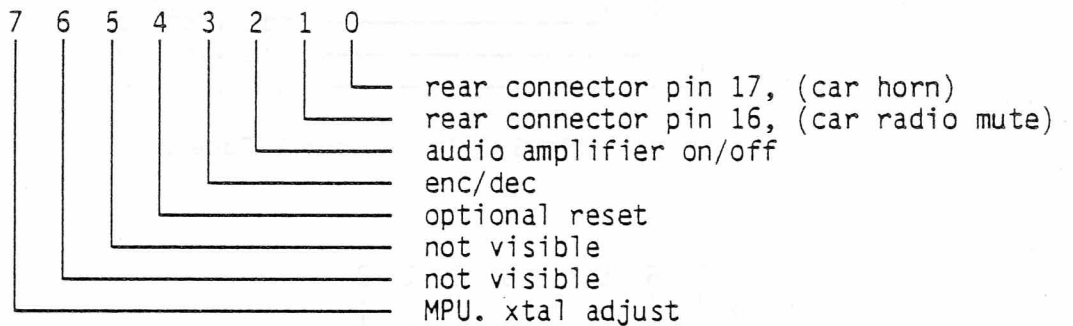 7 6 5 4 3 2 1 0
rear connector pin 17, (car horn)
rear connector pin 16, (car radio mute)
audio amplifier on/off
enc/dec
optional reset
not visible
not visible
MPU. xtal adjust